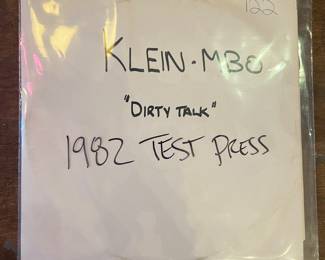 122
KLEIN·MBO
"DIRTY TALK"
1982 TEST PRESS